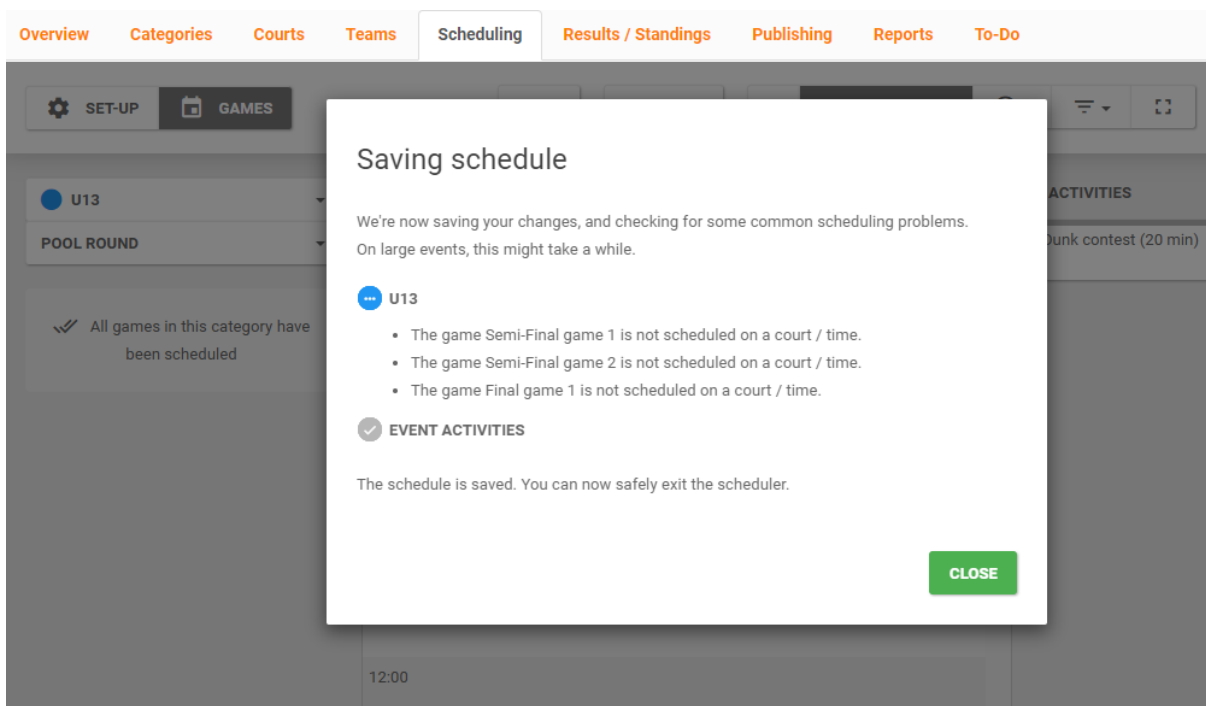 Overview Categories Courts Teams Scheduling Results / Standings Publishing Reports To-Do
SET-UP GAMES
U13
POOL ROUND
All games in this category have
been scheduled
Saving schedule
We're now saving your changes, and checking for some common scheduling problems.
On large events, this might take a while.
U13
• The game Semi-Final game 1 is not scheduled on a court / time.
• The game Semi-Final game 2 is not scheduled on a court / time.
• The game Final game 1 is not scheduled on a court / time.
EVENT ACTIVITIES
The schedule is saved. You can now safely exit the scheduler.
CLOSE
ACTIVITIES
contest (20 min)
12:00